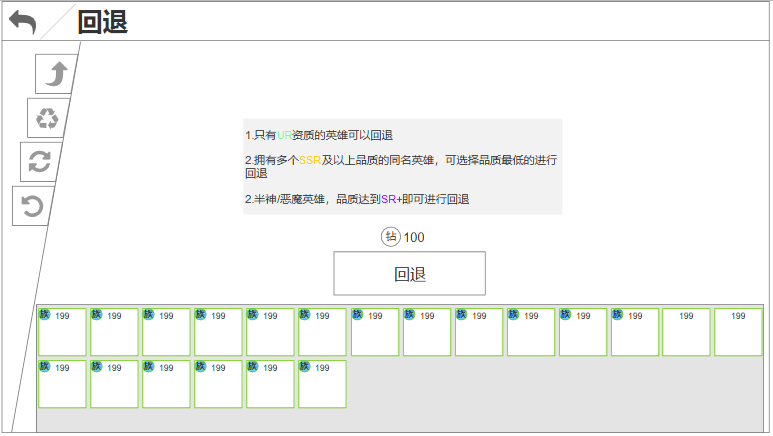 回退
1.只有UR资质的英雄可以回退
2.拥有多个SSR及以上品质的同名英雄，可选择品质最低的进行
回退
2.半神/恶魔英雄，品质达到SR+即可进行回退
钻 100
回退
族 199 族 199 族 199 族 199 族 199 族 199 族 199 族 199 族 199 族 199 族 199 族 199 199 199
族 199 族 199 族 199 族 199 族 199 族 199